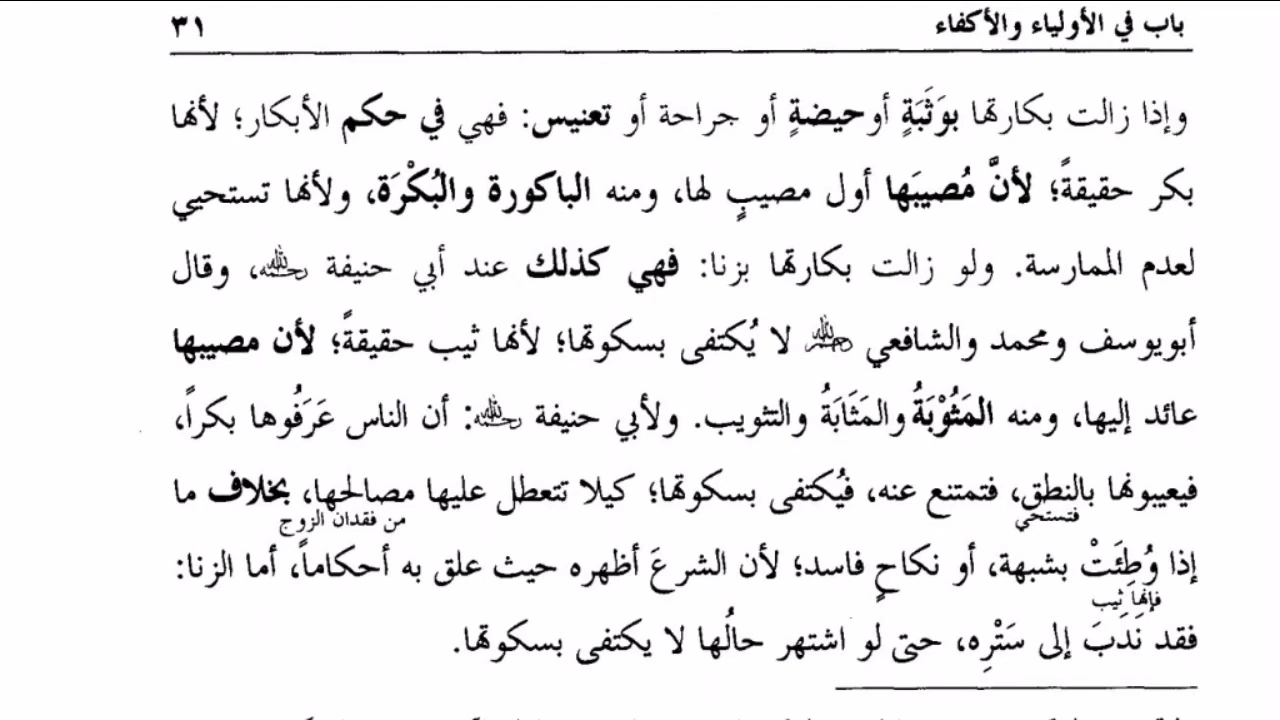 باب في الأولياء والأكفاء ٣١
وإذا زالت بكارتها بوَثَبَةٍ أو حيضةٍ أو جراحة أو تعنيس: فهي في حكم الأبكار؛ لأنها
بكر حقيقةً؛ لأنَّ مُصيبَها أول مصيبٍ لها، ومنه الباكورة والبُكْرَة، ولأنها تستحيي
لعدم الممارسة. ولو زالت بكارتها بزنا: فهي كذلك عند أبي حنيفة رحمه الله، وقال
أبويوسف ومحمد والشافعي رحمهم الله لا يُكتفى بسكوتها؛ لأنها ثيب حقيقةً؛ لأن مصيبها
عائد إليها، ومنه المَثُوْبَةُ والمَثَابَةُ والتثويب. ولأبي حنيفة رحمه الله: أن الناس عَرَفُوها بكراً،
فيعيبونها بالنطق، فتمتنع عنه، فيُكتفى بسكوتها؛ كيلا تتعطل عليها مصالحها، بخلاف ما
فتستحي من فقدان الزوج
إذا وُطِئَتْ بشبهة، أو نكاحٍ فاسد؛ لأن الشرعَ أظهره حيث علق به أحكاماً، أما الزنا:
فإنها ثيب
فقد نَدَبَ إلى سَتْرِه، حتى لو اشتهر حالُها لا يكتفى بسكوتها.